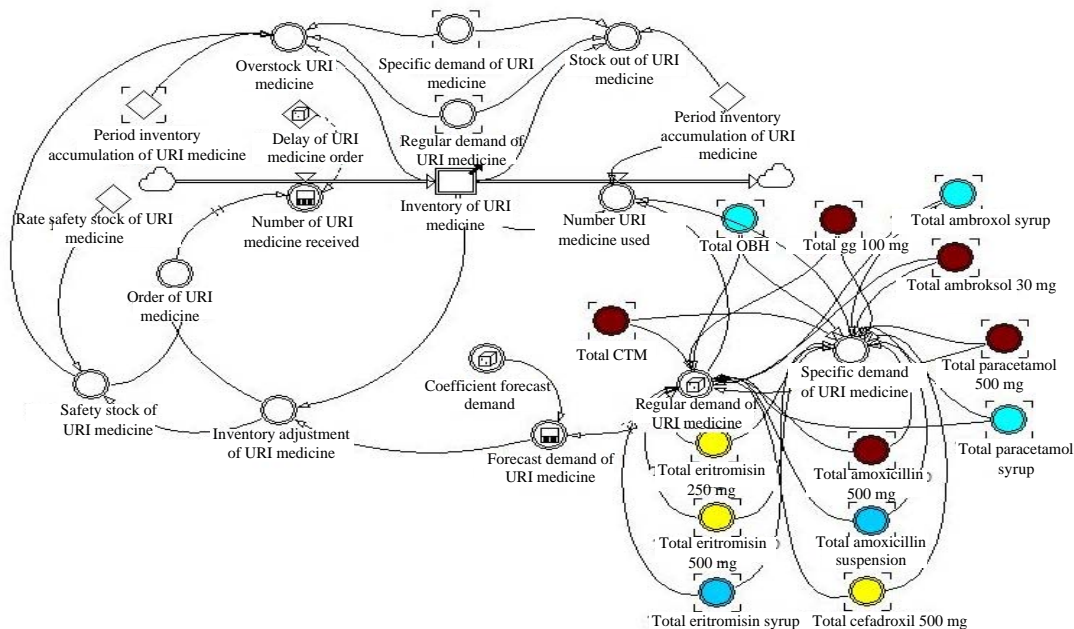 Overstock URI
medicine
Specific demand of URI
medicine
Stock out of URI
medicine
Period inventory
accumulation of URI medicine
Delay of URI
medicine order
Regular demand of
URI medicine
Period inventory
accumulation of URI
medicine
Rate safety stock of URI
medicine
Number of URI
medicine received
Inventory of URI
medicine
Number URI
medicine used
Total OBH
Total gg 100 mg
Total ambroxol syrup
Order of URI
medicine
Total ambroksol 30 mg
Total CTM
Coefficient forecast
demand
Specific demand
of URI medicine
Total paracetamol
500 mg
Safety stock of
URI medicine
Inventory adjustment
of URI medicine
Forecast demand of
URI medicine
Regular demand of
URI medicine
Total paracetamol
syrup
Total eritromisin
250 mg
Total amoxicillin
500 mg
Total eritromisin
500 mg
Total amoxicillin
suspension
Total eritromisin syrup
Total cefadroxil 500 mg